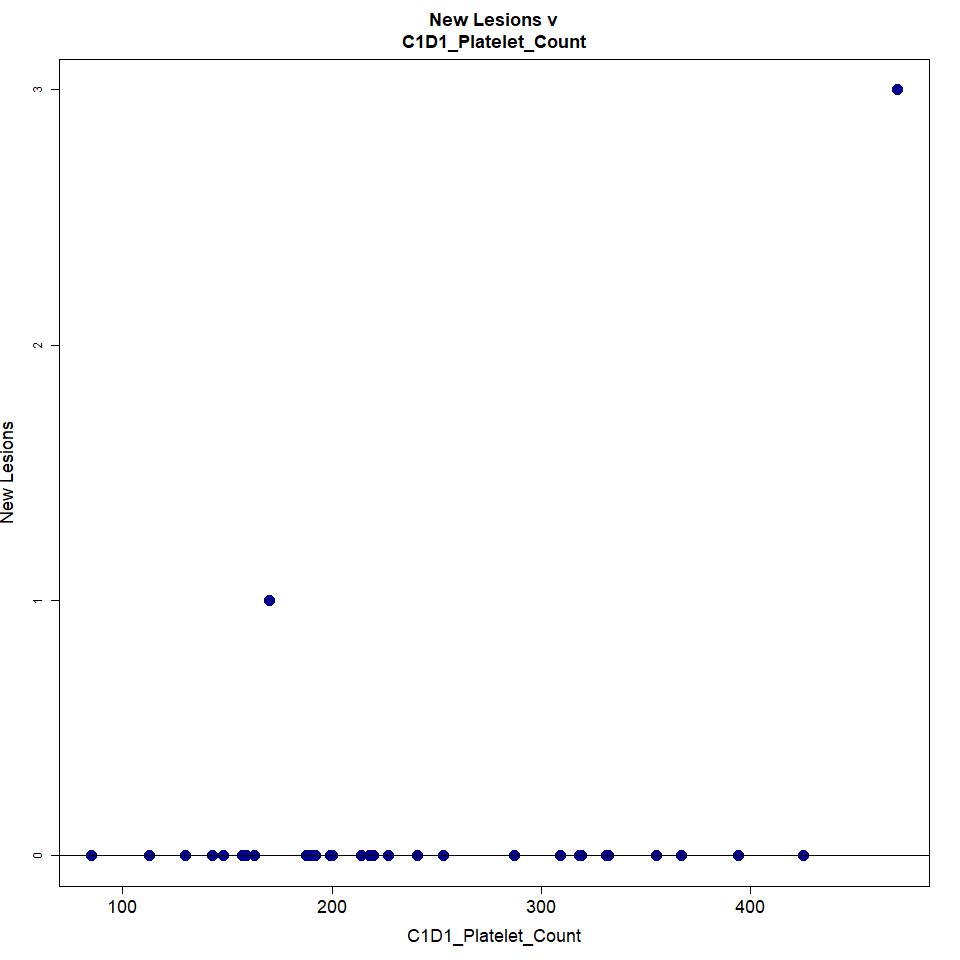 New Lesions v
C1D1_Platelet_Count
3
2
1
0
New Lesions
100 200 300 400
C1D1_Platelet_Count